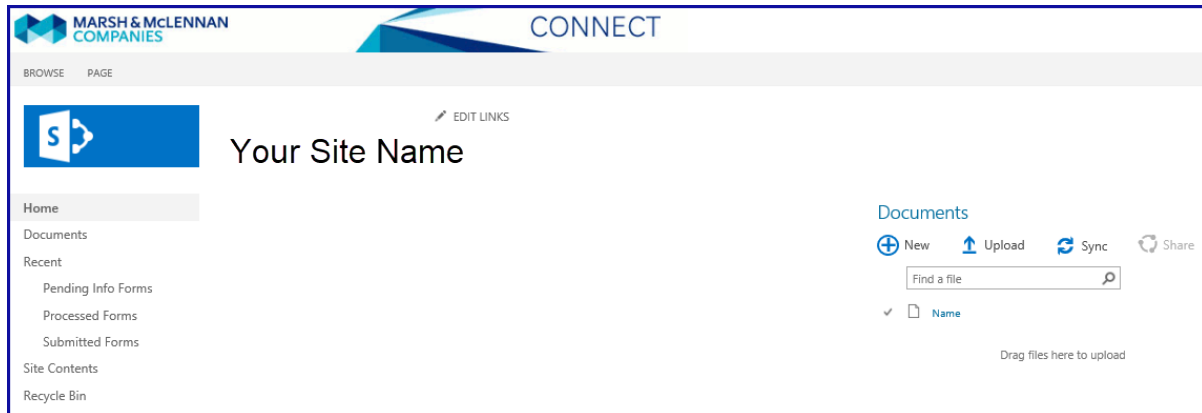 MARSH & McLENNAN
COMPANIES
CONNECT
BROWSE PAGE
S
EDIT LINKS
Your Site Name
Home
Documents
Recent
Pending Info Forms
Processed Forms
Submitted Forms
Site Contents
Recycle Bin
Documents
New Upload Sync Share
Find a file
Name
Drag files here to upload